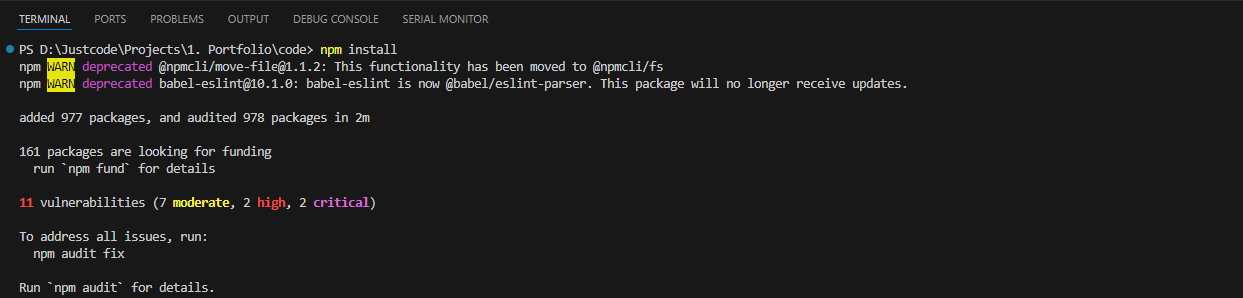 TERMINAL PORTS PROBLEMS OUTPUT DEBUG CONSOLE SERIAL MONITOR
PS D:\Justcode\Projects\1. Portfolio\code> npm install
npm WARN deprecated @npmcli/move-file@1.1.2: This functionality has been moved to @npmcli/fs
npm WARN deprecated babel-eslint@10.1.0: babel-eslint is now @babel/eslint-parser. This package will no longer receive updates.
added 977 packages, and audited 978 packages in 2m
161 packages are looking for funding
run `npm fund` for details
11 vulnerabilities (7 moderate, 2 high, 2 critical)
To address all issues, run:
npm audit fix
Run `npm audit` for details.